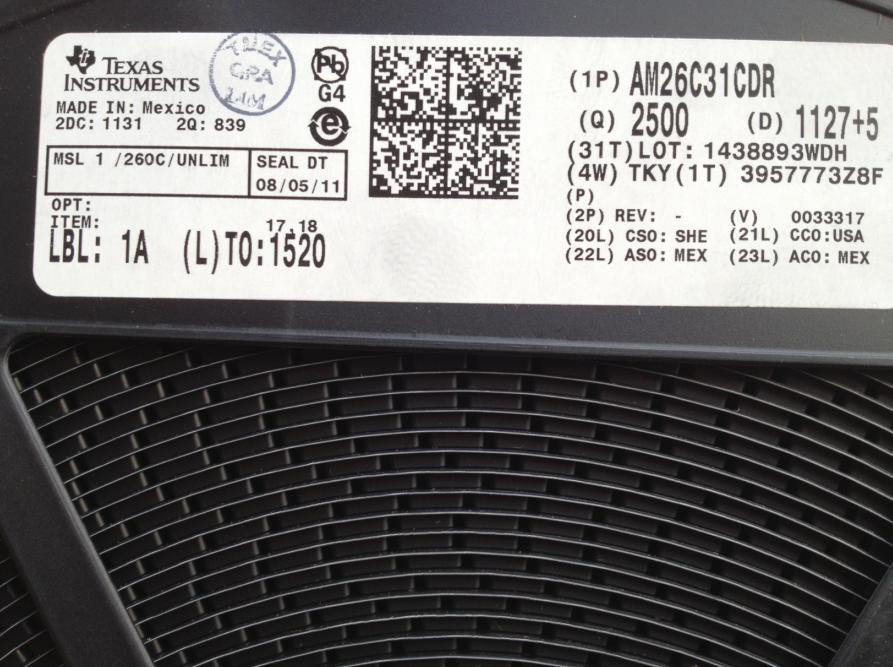 TEXAS
INSTRUMENTS
MADE IN: Mexico
2DC: 1131 2Q: 839
MSL 1 /260C/UNLIM
SEAL DT
08/05/11
OPT:
ITEM:
17,18
LBL: 1A (L)TO:1520
Pb
G4
e
(1P) AM26C31CDR
(Q) 2500 (D) 1127+5
(31T)LOT: 1438893WDH
(4W) TKY(1T) 3957773Z8F
(P)
(2P) REV: - (V) 0033317
(20L) CSO: SHE (21L) CCO:USA
(22L) ASO: MEX (23L) ACO: MEX